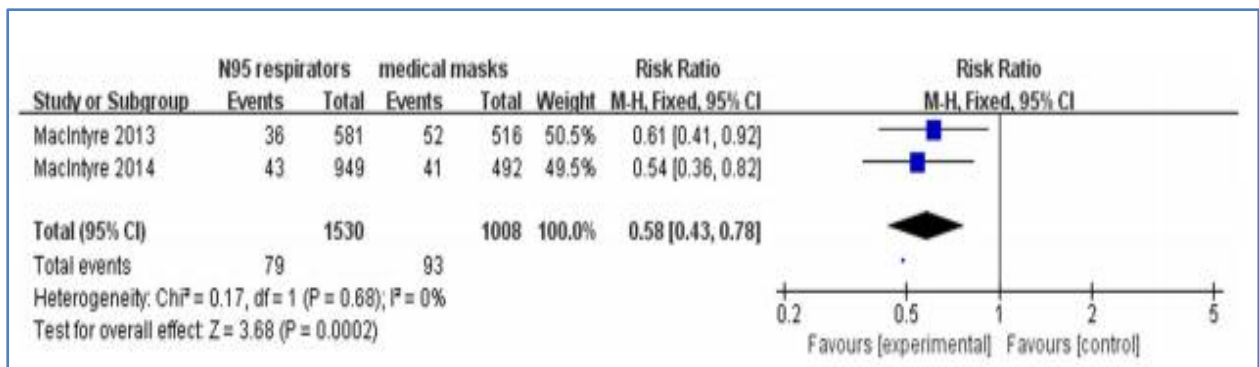 N95 respirators medical masks Risk Ratio Risk Ratio
Study or Subgroup Events Total Events Total Weight M-H, Fixed, 95% CI M-H, Fixed, 95% CI
MacIntyre 2013 36 581 52 516 50.5% 0.61 [0.41, 0.92]
MacIntyre 2014 43 949 41 492 49.5% 0.54 [0.36, 0.82]
Total (95% CI) 1530 1008 100.0% 0.58 [0.43, 0.78]
Total events 79 93
Heterogeneity: Chi² = 0.17, df = 1 (P = 0.68); I² = 0%
Test for overall effect: Z = 3.68 (P = 0.0002)
0.2 0.5 1 2 5
Favours [experimental] Favours [control]